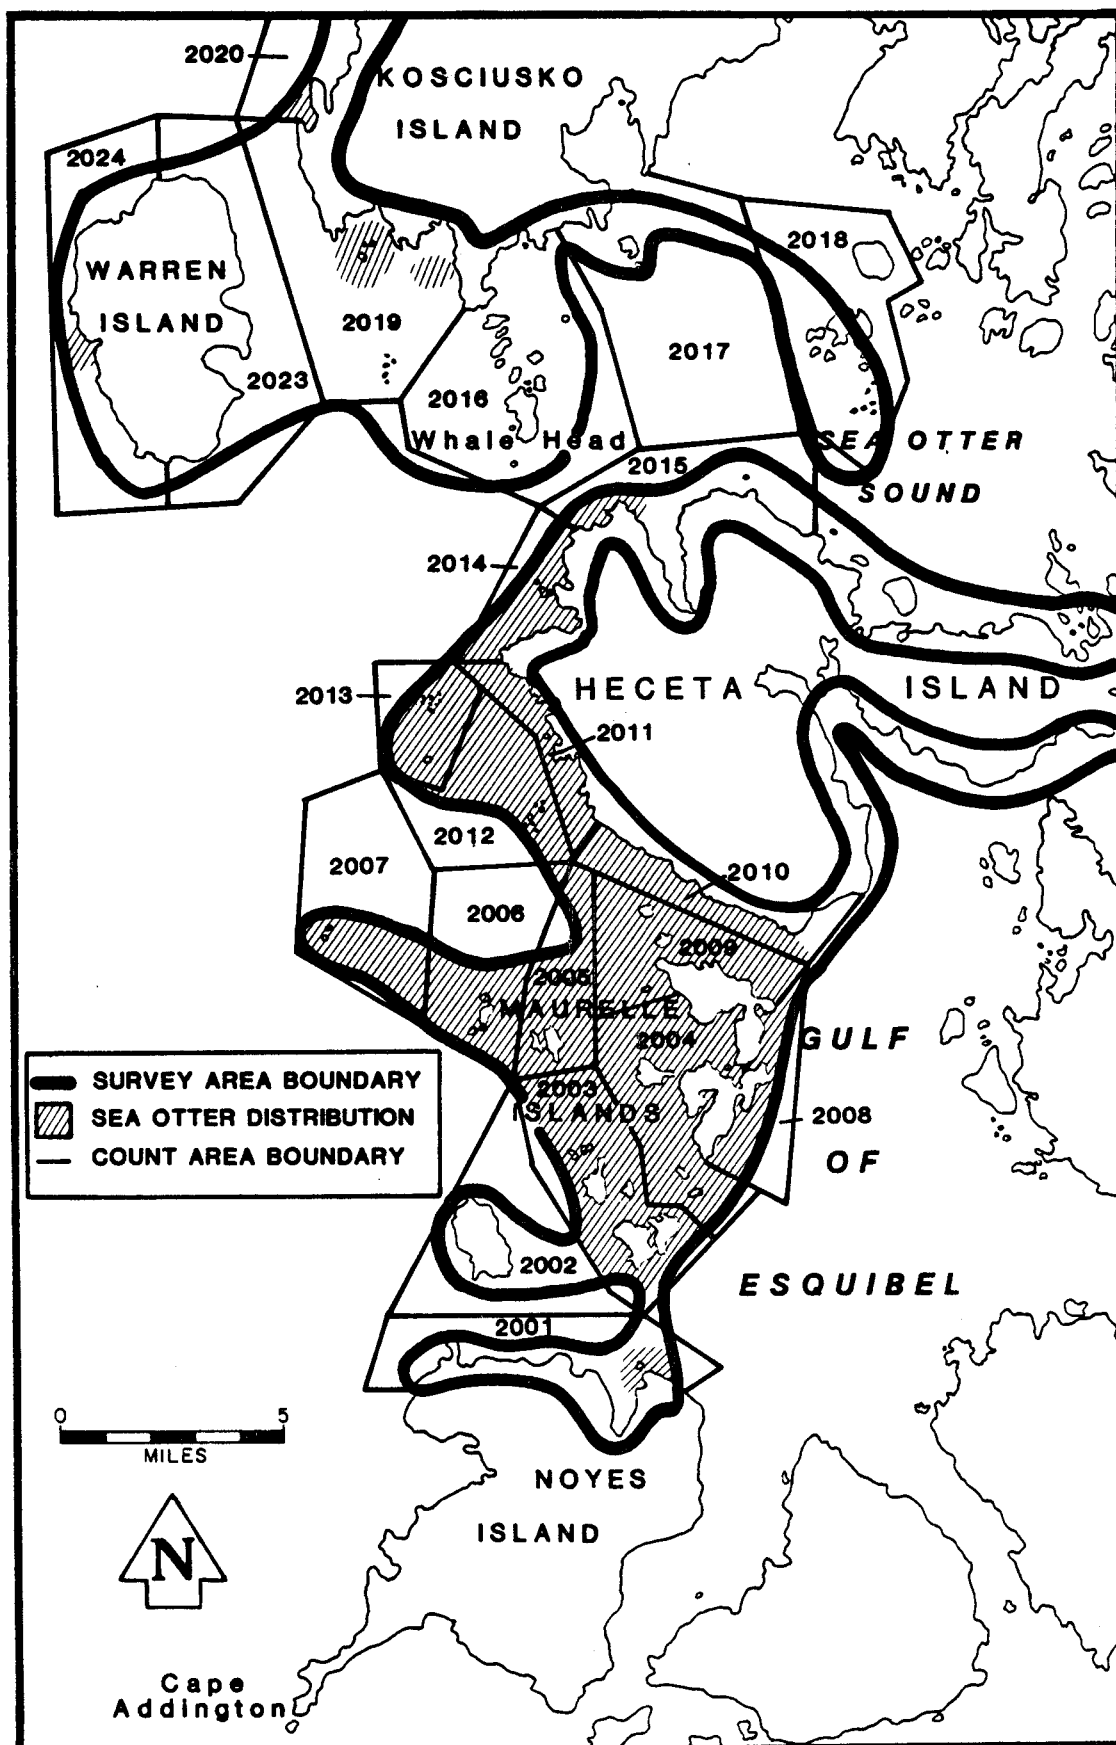 2020
KOSCIUSKO
ISLAND
2024
2018
WARREN
ISLAND
2019
2017
2023
2016
Whale Head
SEA OTTER
SOUND
2015
2014
HECETA ISLAND
2013
2011
2012
2007
2010
2006
2009
2005
MAURELLE
ISLANDS
2004
2003
GULF
OF
ESQUIBEL
2008
SURVEY AREA BOUNDARY
SEA OTTER DISTRIBUTION
COUNT AREA BOUNDARY
2002
2001
0 5
MILES
NOYES
ISLAND
N
Cape
Addington